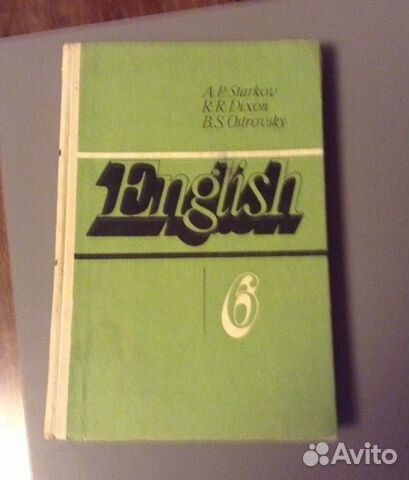 A.P. Starkov
R.R. Dixon
B.S. Ostrovsky
English
6
Avito